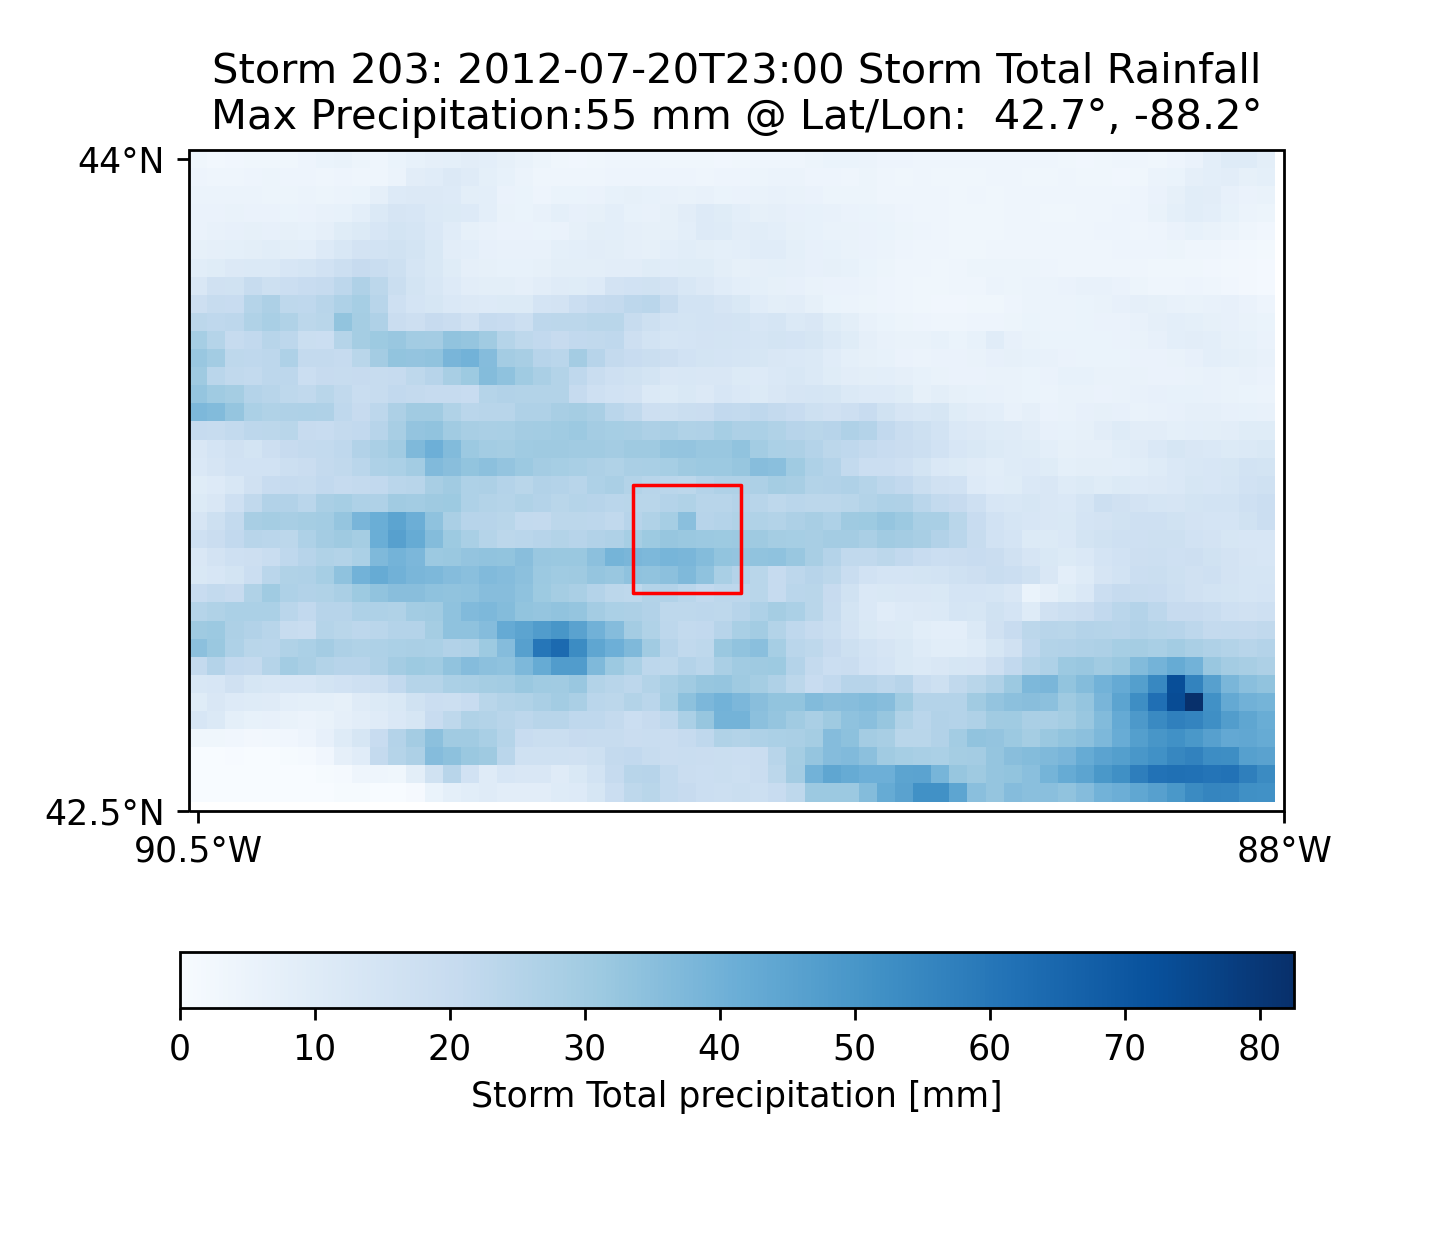 Storm 203: 2012-07-20T23:00 Storm Total Rainfall
Max Precipitation:55 mm @ Lat/Lon:  42.7°, -88.2°
44°N
42.5°N
90.5°W 88°W
0 10 20 30 40 50 60 70 80
Storm Total precipitation [mm]